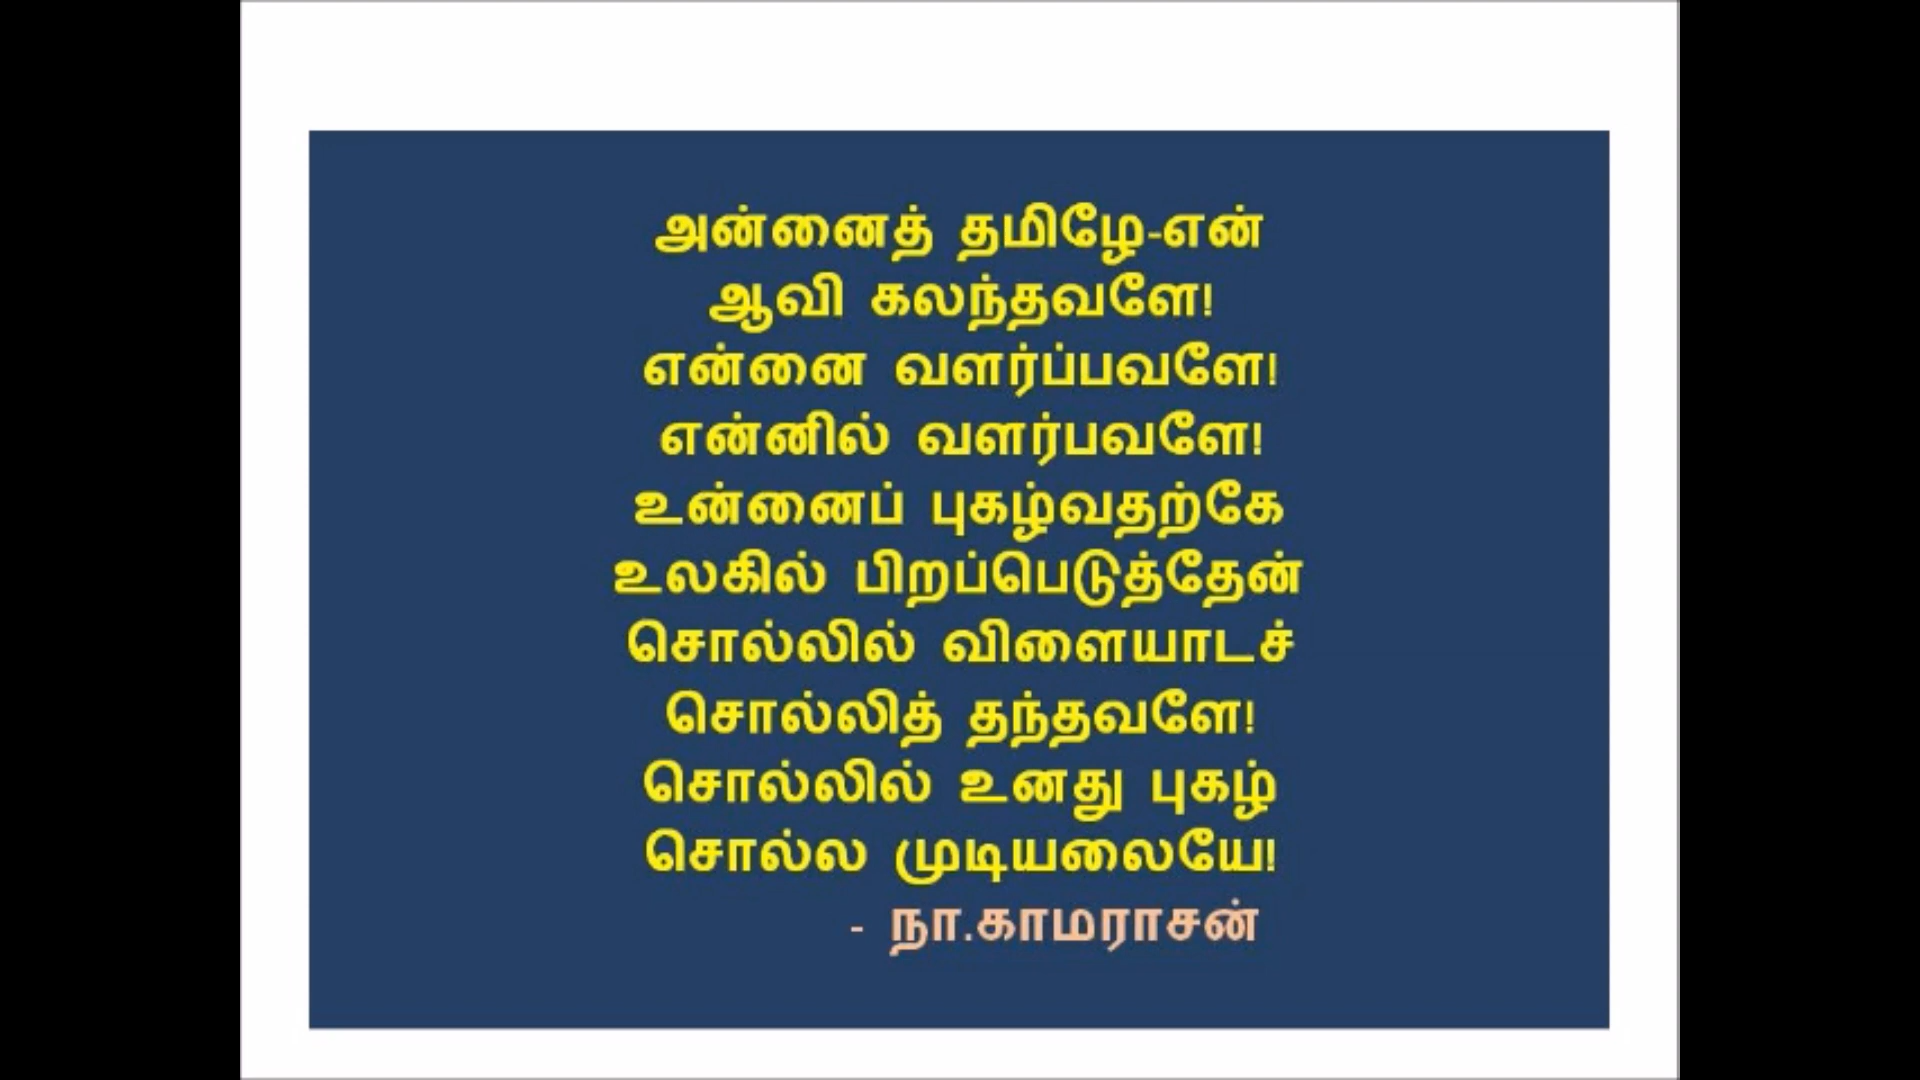 அன்னைத் தமிழே-என்
ஆவி கலந்தவளே!
என்னை வளர்ப்பவளே!
என்னில் வளர்பவளே!
உன்னைப் புகழ்வதற்கே
உலகில் பிறப்பெடுத்தேன்
சொல்லில் விளையாடச்
சொல்லித் தந்தவளே!
சொல்லில் உனது புகழ்
சொல்ல முடியலையே!
- நா.காமராசன்